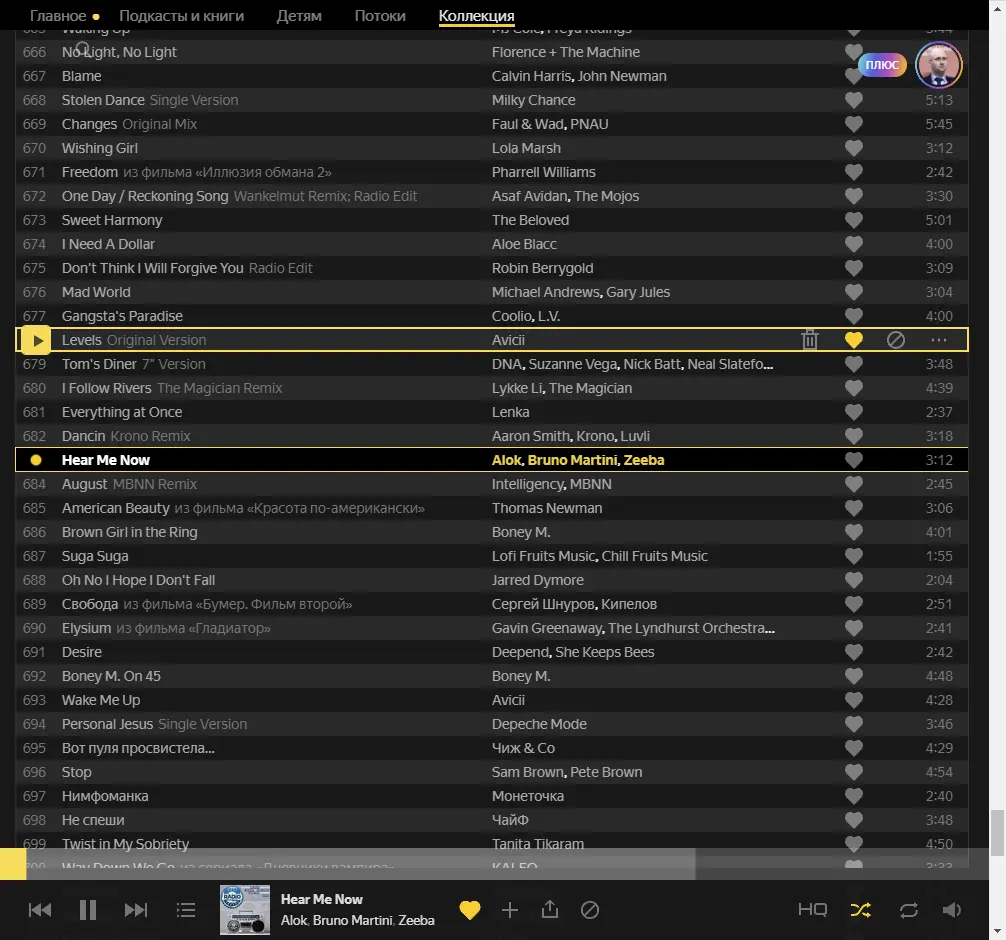 Главное Подкасты и книги Детям Потоки Коллекция
665 Waking Up MJ Cole, Freya Ridings 3:44
666 No Light, No Light Florence + The Machine
667 Blame Calvin Harris, John Newman
ПЛЮС
668 Stolen Dance Single Version Milky Chance 5:13
669 Changes Original Mix Faul & Wad, PNAU 5:45
670 Wishing Girl Lola Marsh 3:12
671 Freedom из фильма «Иллюзия обмана 2» Pharrell Williams 2:42
672 One Day / Reckoning Song Wankelmut Remix; Radio Edit Asaf Avidan, The Mojos 3:30
673 Sweet Harmony The Beloved 5:01
674 I Need A Dollar Aloe Blacc 4:00
675 Don't Think I Will Forgive You Radio Edit Robin Berrygold 3:09
676 Mad World Michael Andrews, Gary Jules 3:04
677 Gangsta's Paradise Coolio, L.V. 4:00
Levels Original Version Avicii
679 Tom's Diner 7" Version DNA, Suzanne Vega, Nick Batt, Neal Slatefo... 3:48
680 I Follow Rivers The Magician Remix Lykke Li, The Magician 4:39
681 Everything at Once Lenka 2:37
682 Dancin Krono Remix Aaron Smith, Krono, Luvli 3:18
Hear Me Now Alok, Bruno Martini, Zeeba 3:12
684 August MBNN Remix Intelligency, MBNN 2:45
685 American Beauty из фильма «Красота по-американски» Thomas Newman 3:06
686 Brown Girl in the Ring Boney M. 4:01
687 Suga Suga Lofi Fruits Music, Chill Fruits Music 1:55
688 Oh No I Hope I Don't Fall Jarred Dymore 2:04
689 Свобода из фильма «Бумер. Фильм второй» Сергей Шнуров, Кипелов 2:51
690 Elysium из фильма «Гладиатор» Gavin Greenaway, The Lyndhurst Orchestra... 2:41
691 Desire Deepend, She Keeps Bees 2:42
692 Boney M. On 45 Boney M. 4:48
693 Wake Me Up Avicii 4:28
694 Personal Jesus Single Version Depeche Mode 3:46
695 Вот пуля просвистела... Чиж & Co 4:29
696 Stop Sam Brown, Pete Brown 4:54
697 Нимфоманка Монеточка 2:40
698 Не спеши ЧайФ 3:48
699 Twist in My Sobriety Tanita Tikaram 4:50
700 Way Down We Go из сериала «Дневники вампира» KALEO 3:33
RADIO
Hear Me Now
Alok, Bruno Martini, Zeeba
HQ